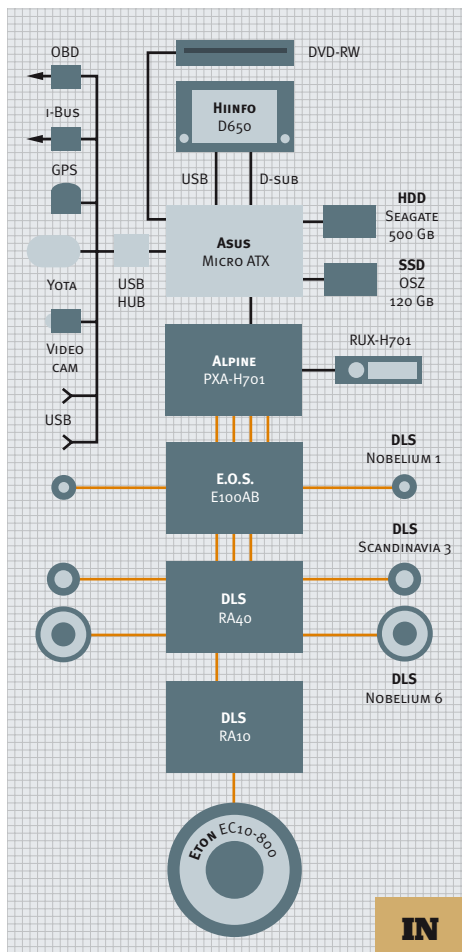 OBD
DVD-RW
I-Bus
Hiinfo
D650
GPS
USB
D-sub
HDD
Seagate
500 Gb
Asus
Micro ATX
Yota
USB
HUB
SSD
OSZ
120 Gb
Video
cam
Alpine
PXA-H701
RUX-H701
USB
E.O.S.
E100AB
DLS
Nobelium 1
DLS
Scandinavia 3
DLS
RA40
DLS
Nobelium 6
DLS
RA10
Eton EC10-800
IN